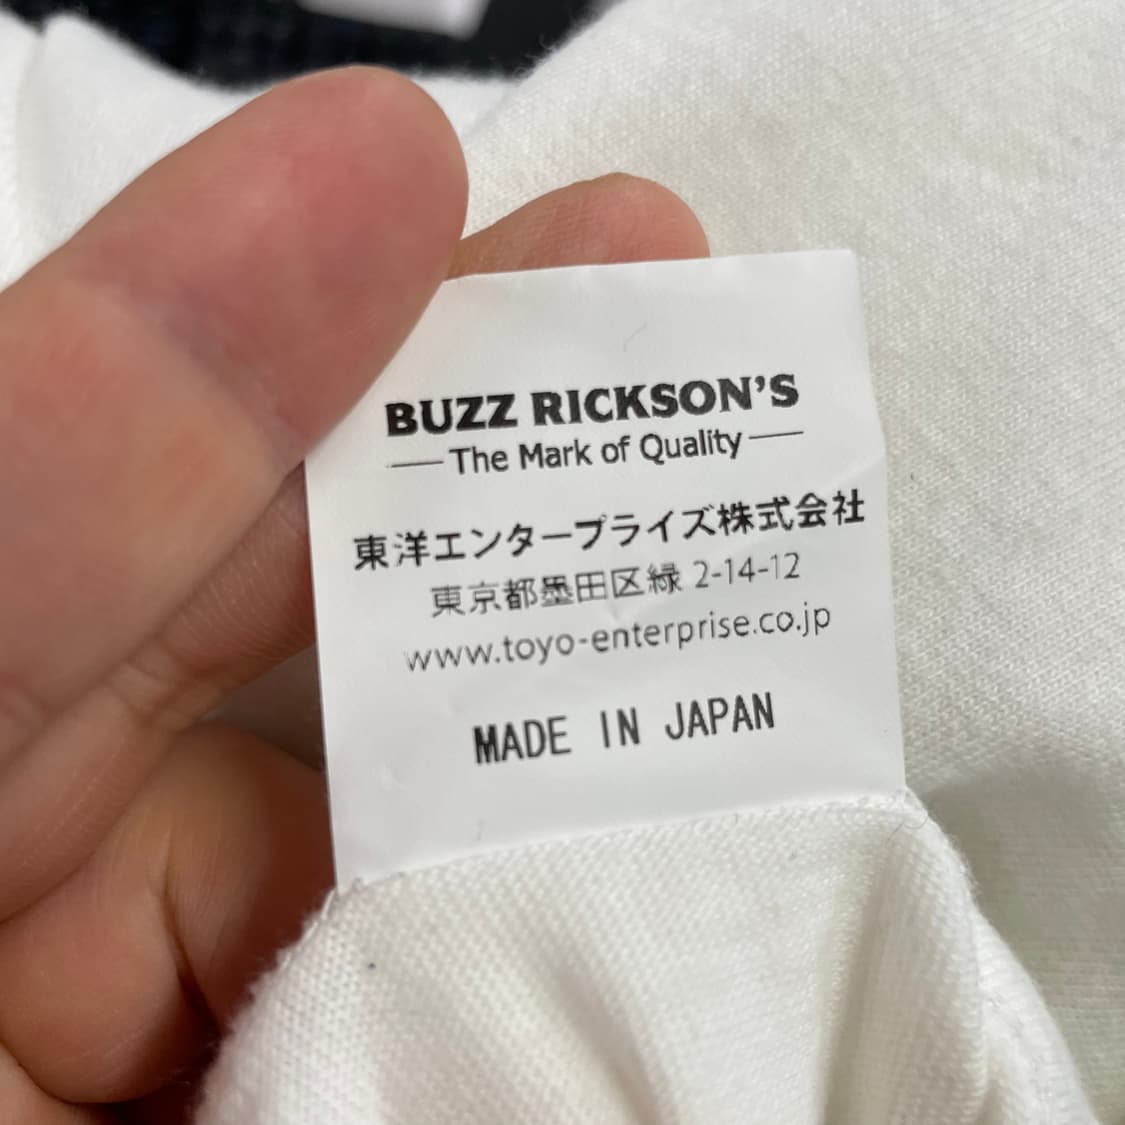 BUZZ RICKSON'S
The Mark of Quality
東洋エンタープライズ株式会社
東京都墨田区緑 2-14-12
www.toyo-enterprise.co.jp
MADE IN JAPAN